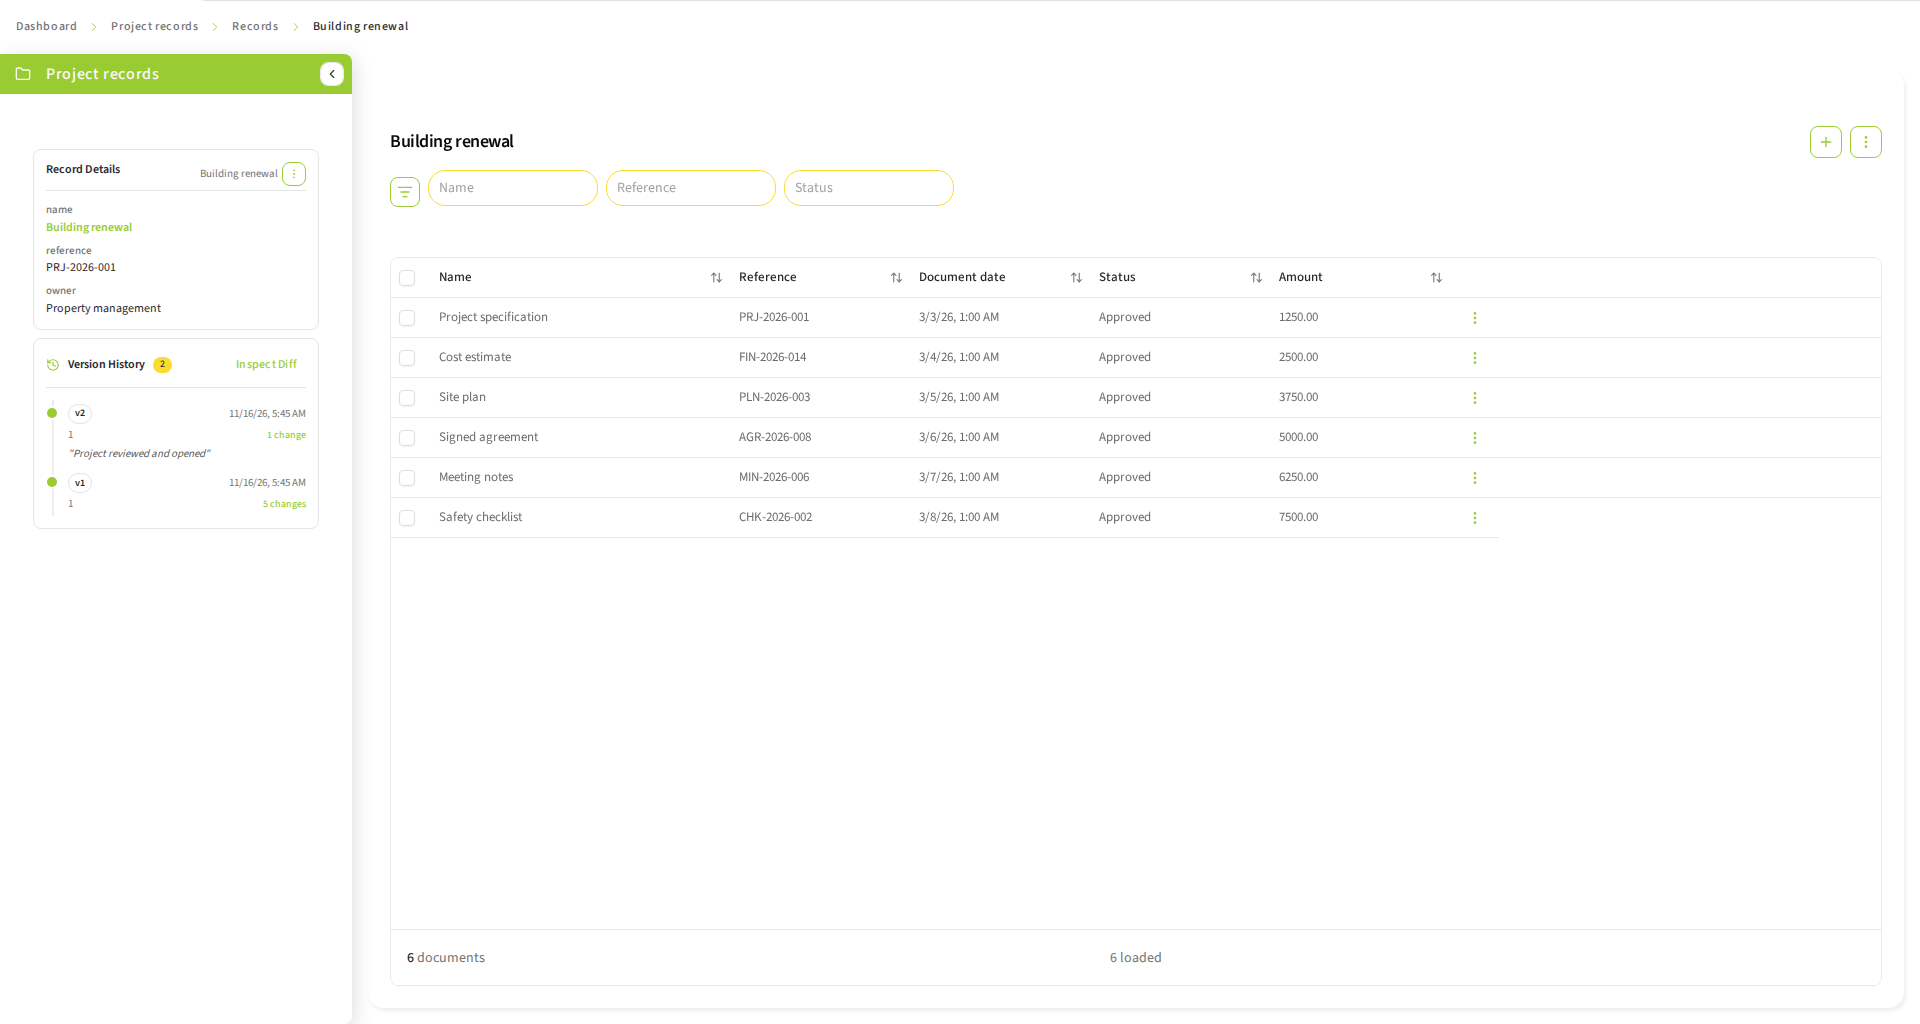 Dashboard Project records Records Building renewal
Project records
Record Details Building renewal
name
Building renewal
reference
PRJ-2026-001
owner
Property management
Version History 2 Inspect Diff
v2 11/16/26, 5:45 AM
1 1 change
"Project reviewed and opened"
v1 11/16/26, 5:45 AM
1 5 changes
Building renewal
Name Reference Status
Name Reference Document date Status Amount
Project specification PRJ-2026-001 3/3/26, 1:00 AM Approved 1250.00
Cost estimate FIN-2026-014 3/4/26, 1:00 AM Approved 2500.00
Site plan PLN-2026-003 3/5/26, 1:00 AM Approved 3750.00
Signed agreement AGR-2026-008 3/6/26, 1:00 AM Approved 5000.00
Meeting notes MIN-2026-006 3/7/26, 1:00 AM Approved 6250.00
Safety checklist CHK-2026-002 3/8/26, 1:00 AM Approved 7500.00
6 documents 6 loaded